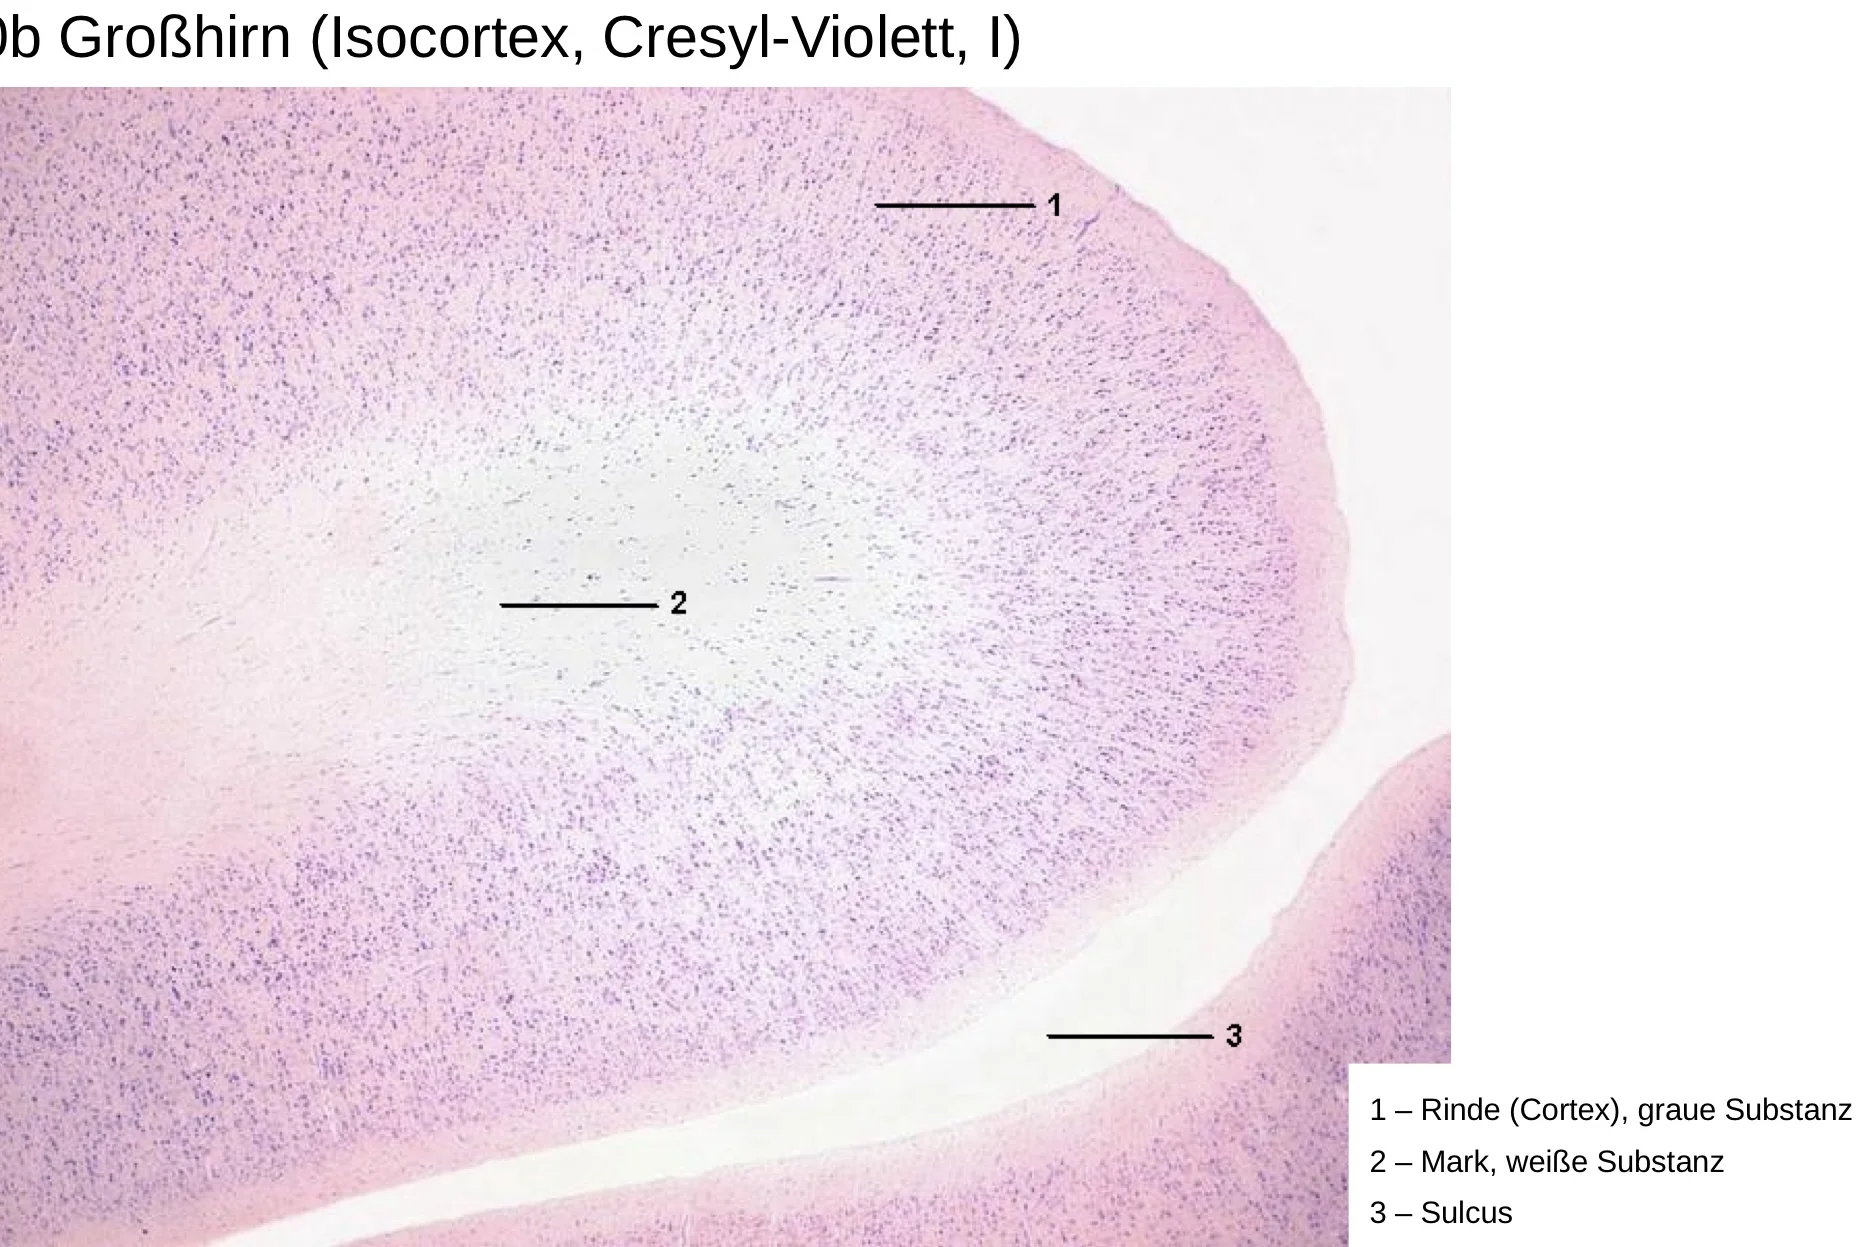 0b Großhirn (Isocortex, Cresyl-Violett, I)
1
2
3
1 – Rinde (Cortex), graue Substanz
2 – Mark, weiße Substanz
3 – Sulcus